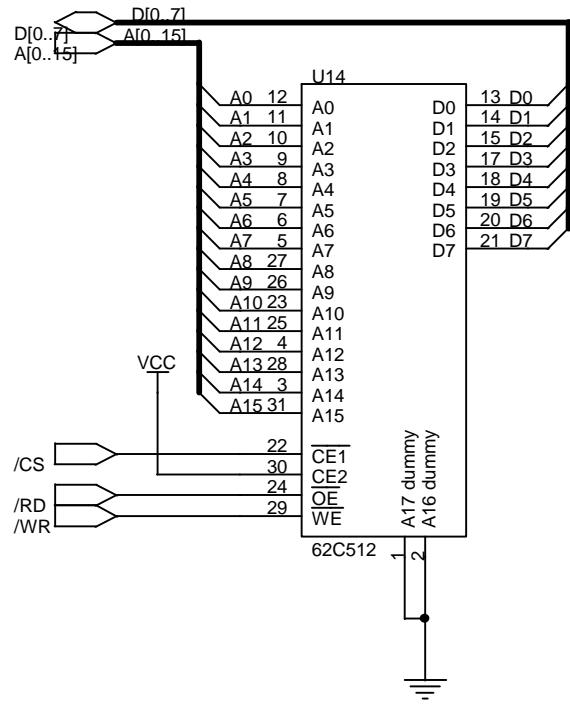 D[0..7]
D[0..7]
A[0..15]
A[0..15]
U14
A0 12 A0 D0 13 D0
A1 11 A1 D1 14 D1
A2 10 A2 D2 15 D2
A3 9 A3 D3 17 D3
A4 8 A4 D4 18 D4
A5 7 A5 D5 19 D5
A6 6 A6 D6 20 D6
A7 5 A7 D7 21 D7
A8 27 A8
A9 26 A9
A10 23 A10
A11 25 A11
A12 4 A12
A13 28 A13
A14 3 A14
A15 31 A15
VCC
/CS 22 CE1
30 CE2
/RD 24 OE
/WR 29 WE
A17 dummy
A16 dummy
62C512
1 2